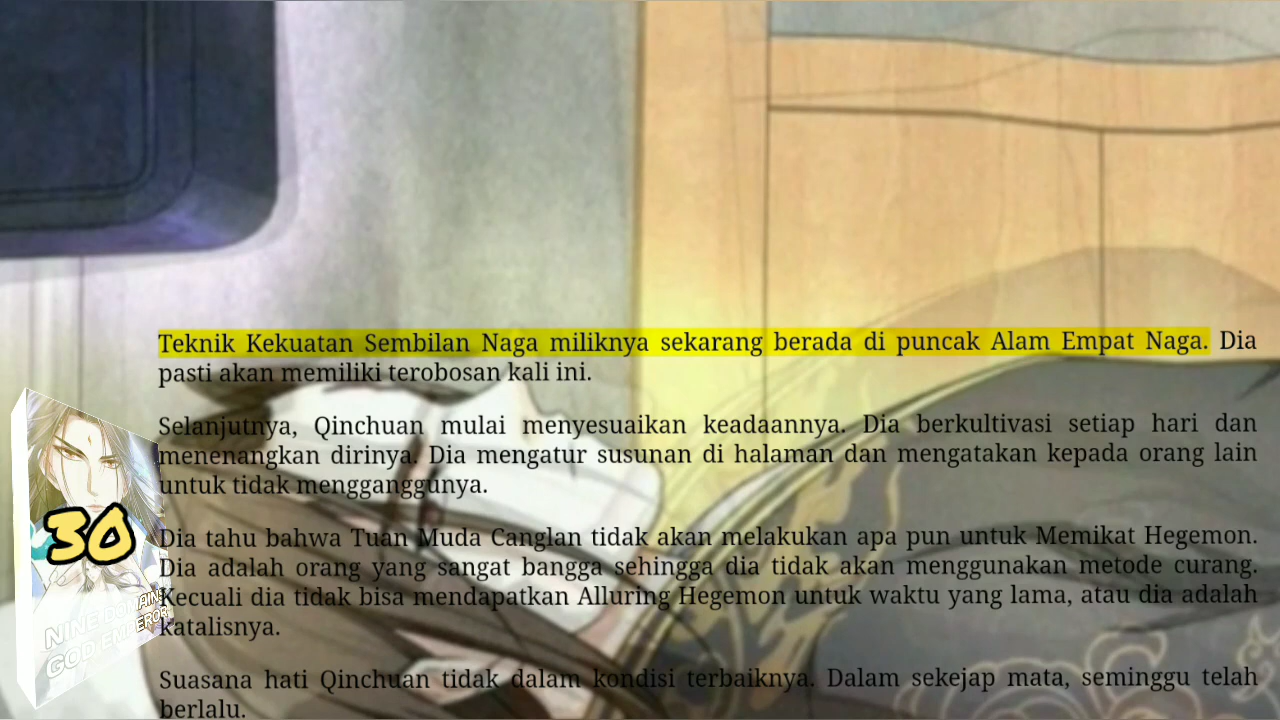 Teknik Kekuatan Sembilan Naga miliknya sekarang berada di puncak Alam Empat Naga. Dia
pasti akan memiliki terobosan kali ini.
Selanjutnya, Qinchuan mulai menyesuaikan keadaannya. Dia berkultivasi setiap hari dan
menenangkan dirinya. Dia mengatur susunan di halaman dan mengatakan kepada orang lain
untuk tidak mengganggunya.
Dia tahu bahwa Tuan Muda Canglan tidak akan melakukan apa pun untuk Memikat Hegemon.
Dia adalah orang yang sangat bangga sehingga dia tidak akan menggunakan metode curang.
Kecuali dia tidak bisa mendapatkan Alluring Hegemon untuk waktu yang lama, atau dia adalah
katalisnya.
Suasana hati Qinchuan tidak dalam kondisi terbaiknya. Dalam sekejap mata, seminggu telah
berlalu.
30
NINE DOMAIN
GOD EMPEROR